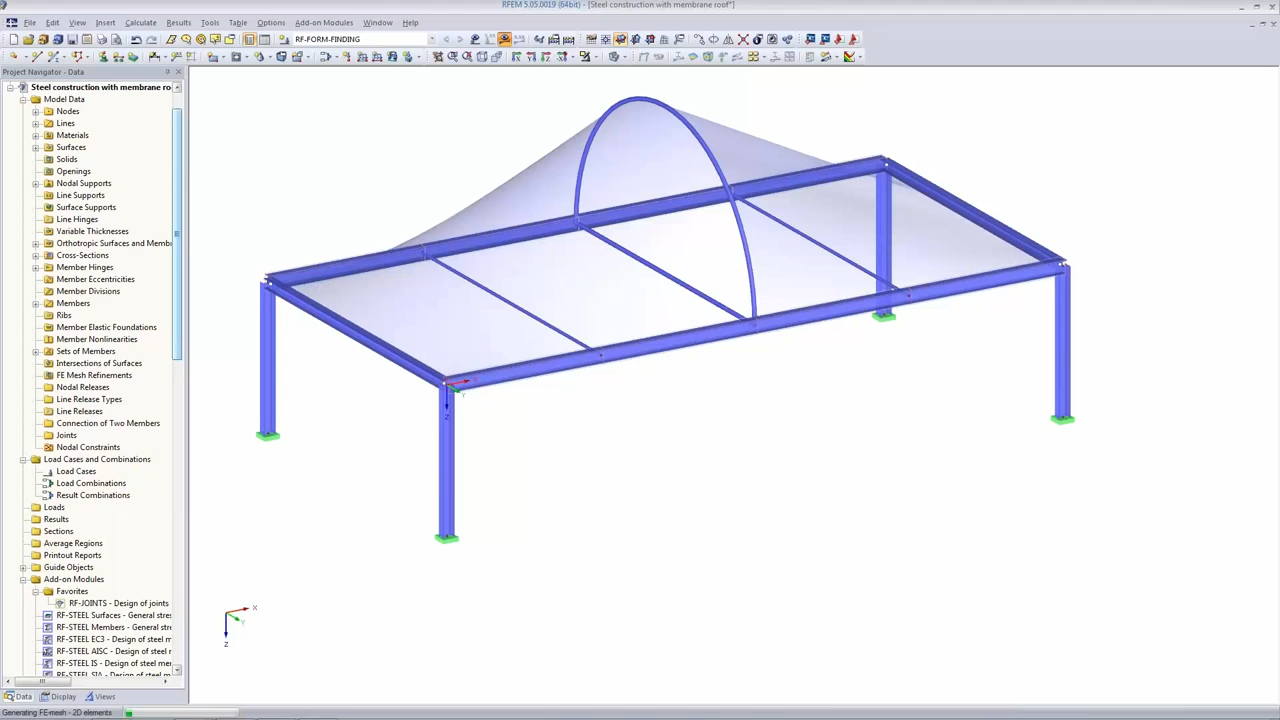 RFEM 5.05.0019 (64bit) - [Steel construction with membrane roof*]
File Edit View Insert Calculate Results Tools Table Options Add-on Modules Window Help
RF-FORM-FINDING
Project Navigator - Data
Steel construction with membrane ro
Model Data
Nodes
Lines
Materials
Surfaces
Solids
Openings
Nodal Supports
Line Supports
Surface Supports
Line Hinges
Variable Thicknesses
Orthotropic Surfaces and Memb
Cross-Sections
Member Hinges
Member Eccentricities
Member Divisions
Members
Ribs
Member Elastic Foundations
Member Nonlinearities
Sets of Members
Intersections of Surfaces
FE Mesh Refinements
Nodal Releases
Line Release Types
Line Releases
Connection of Two Members
Joints
Nodal Constraints
Load Cases and Combinations
Load Cases
Load Combinations
Result Combinations
Loads
Results
Sections
Average Regions
Printout Reports
Guide Objects
Add-on Modules
Favorites
RF-JOINTS - Design of joints
RF-STEEL Surfaces - General stres
RF-STEEL Members - General stre
RF-STEEL EC3 - Design of steel m
RF-STEEL AISC - Design of steel r
RF-STEEL IS - Design of steel mer
RF-STEEL SIA - Design of steel m
Y
Z
X
Y
Z
Data Display Views
Generating FE-mesh - 2D elements